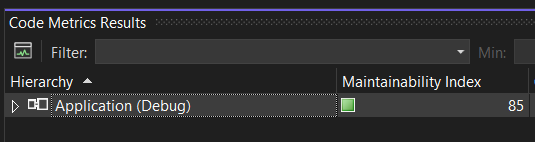 Code Metrics Results
Filter: Min:
Hierarchy Maintainability Index
Application (Debug) 85